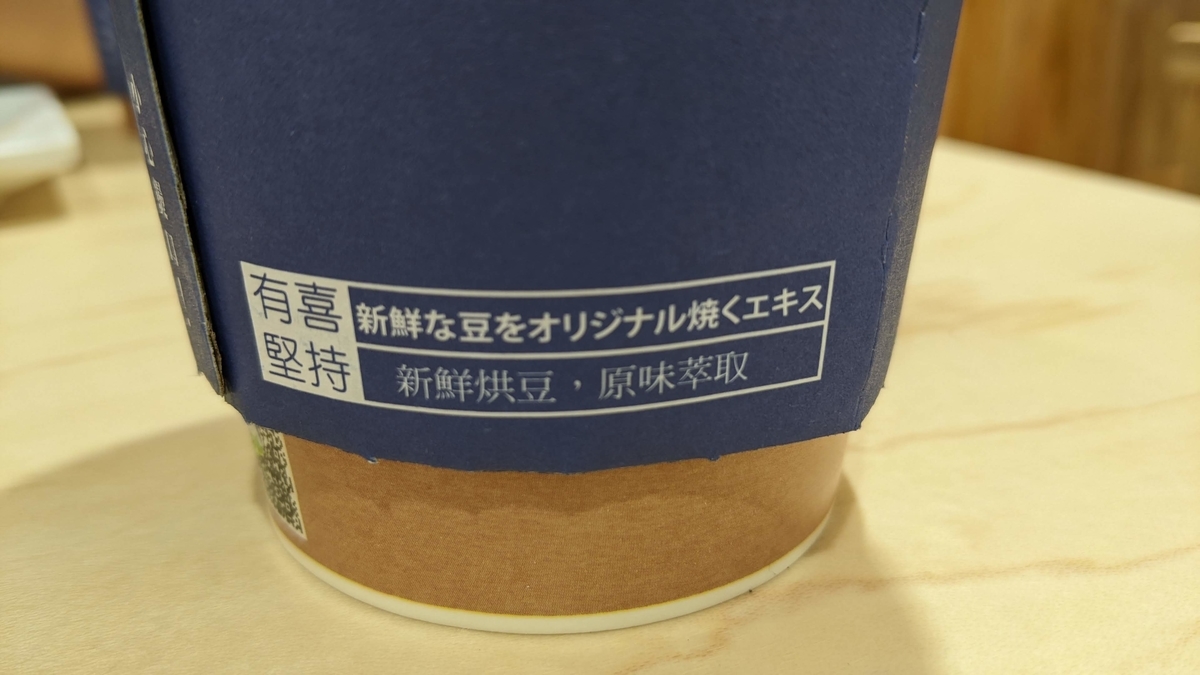 有喜
堅持
新鮮な豆をオリジナル焼くエキス
新鮮烘豆，原味萃取